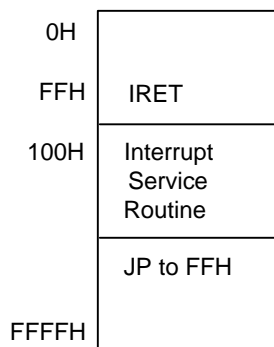 0H
FFH IRET
100H Interrupt
Service
Routine
JP to FFH
FFFFH